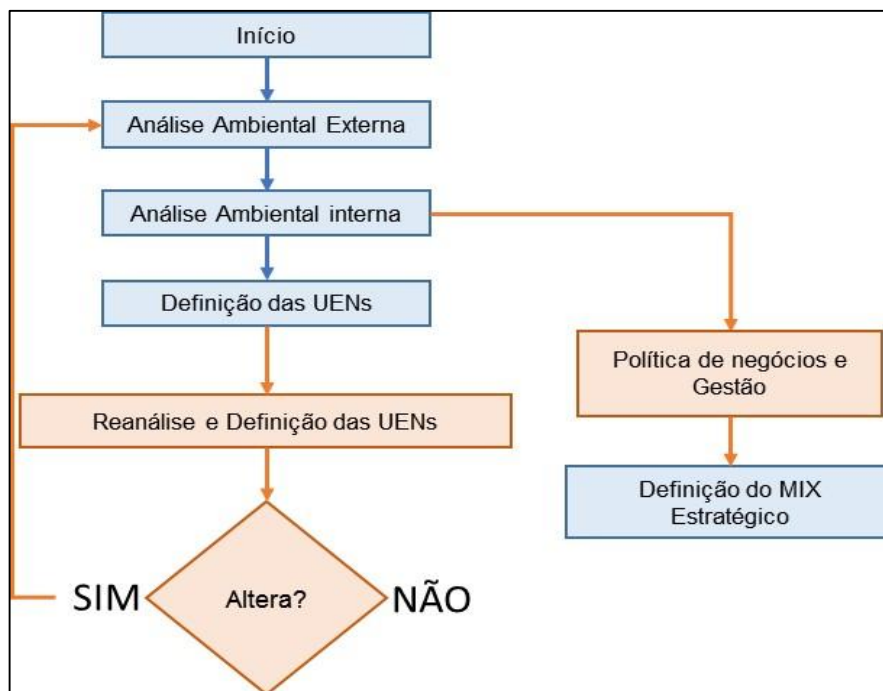 Início
Análise Ambiental Externa
Análise Ambiental interna
Definição das UENs
Reanálise e Definição das UENs
SIM
Altera?
NÃO
Política de negócios e
Gestão
Definição do MIX
Estratégico